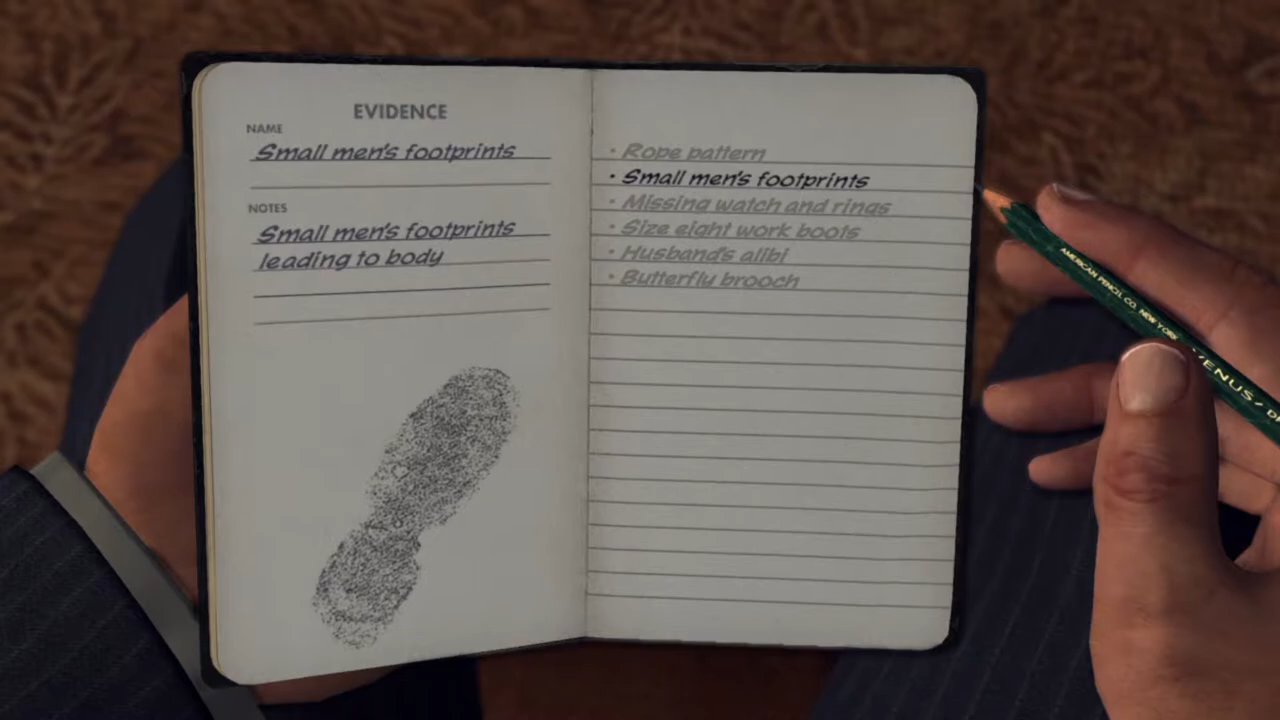 EVIDENCE
NAME
Small men's footprints
NOTES
Small men's footprints
leading to body
• Rope pattern
• Small men's footprints
• Missing watch and rings
• Size eight work boots
• Husband's alibi
• Butterfly brooch
AMERICAN PENCIL CO. NEW YORK
VENUS